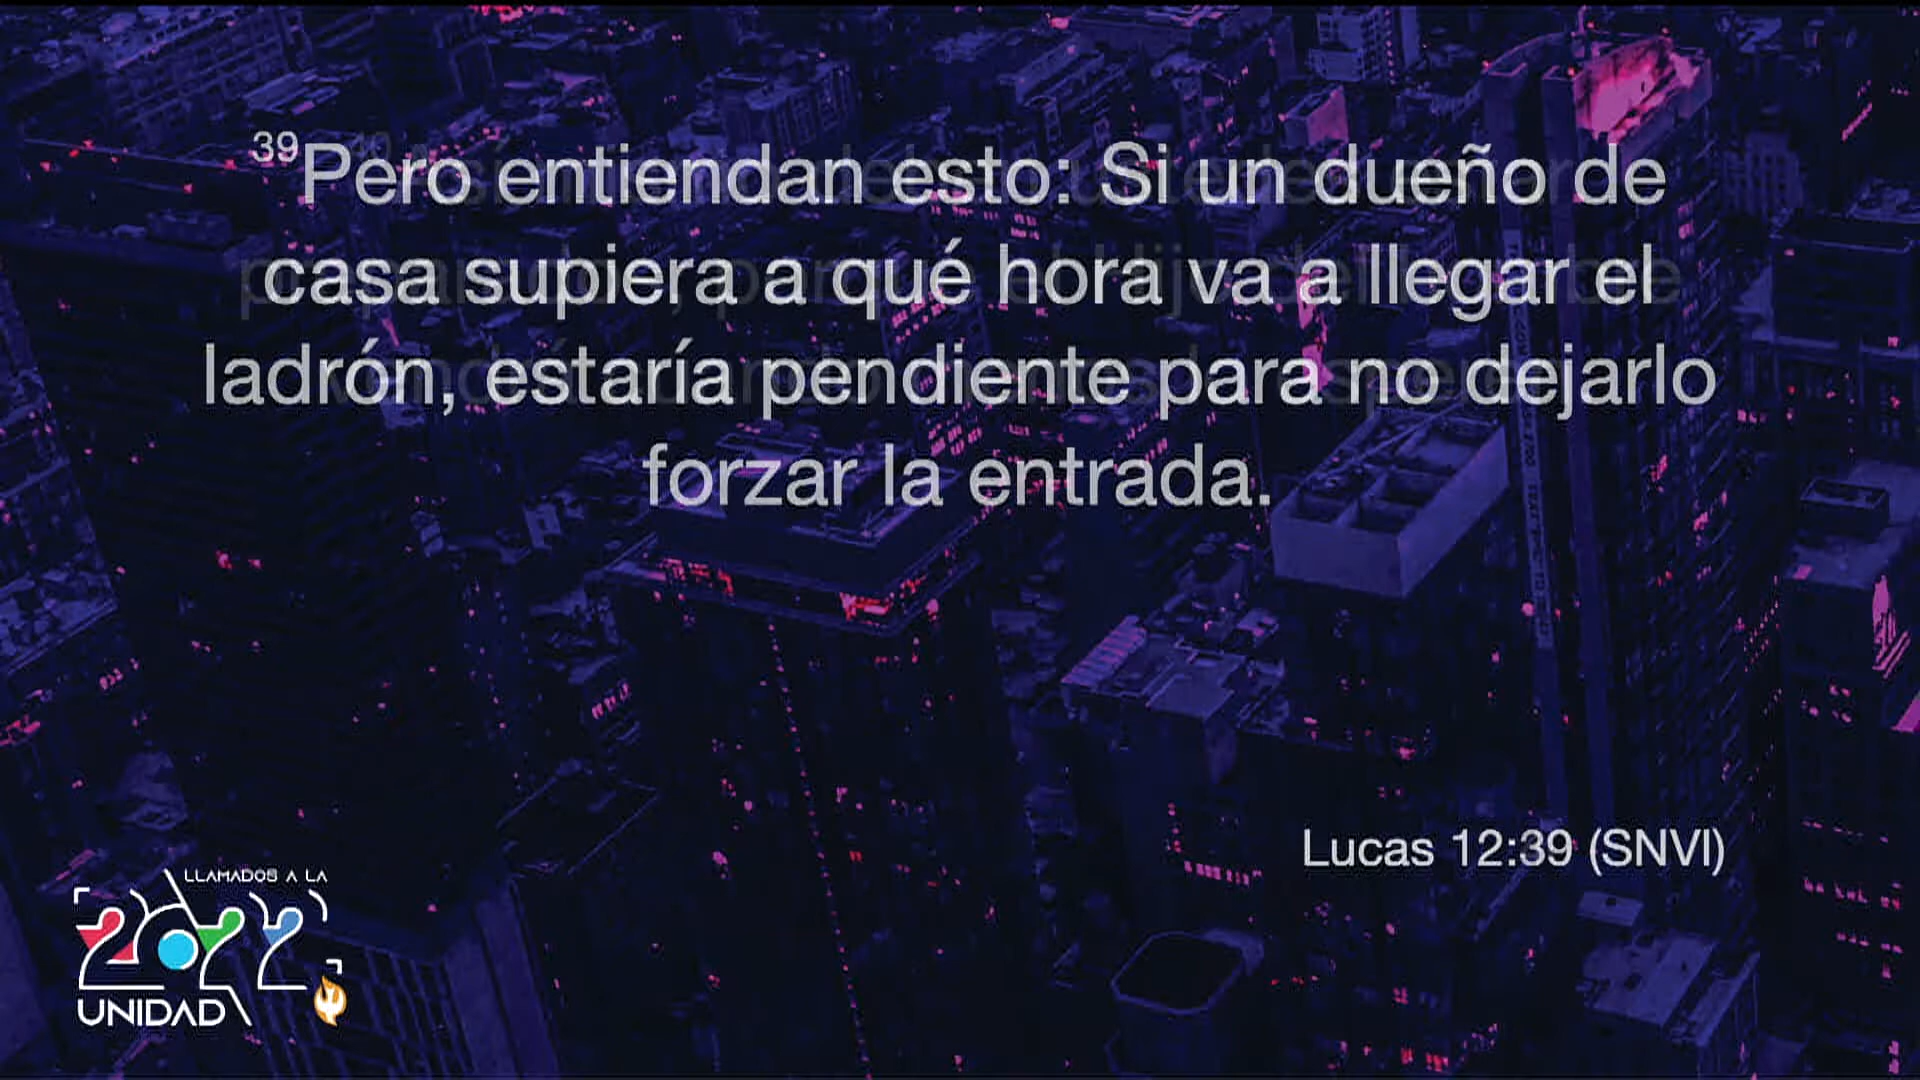 ³⁹Pero entiendan esto: Si un dueño de
casa supiera a qué hora va a llegar el
ladrón, estaría pendiente para no dejarlo
forzar la entrada.
Lucas 12:39 (SNVI)
LLAMADOS A LA
2022
UNIDAD